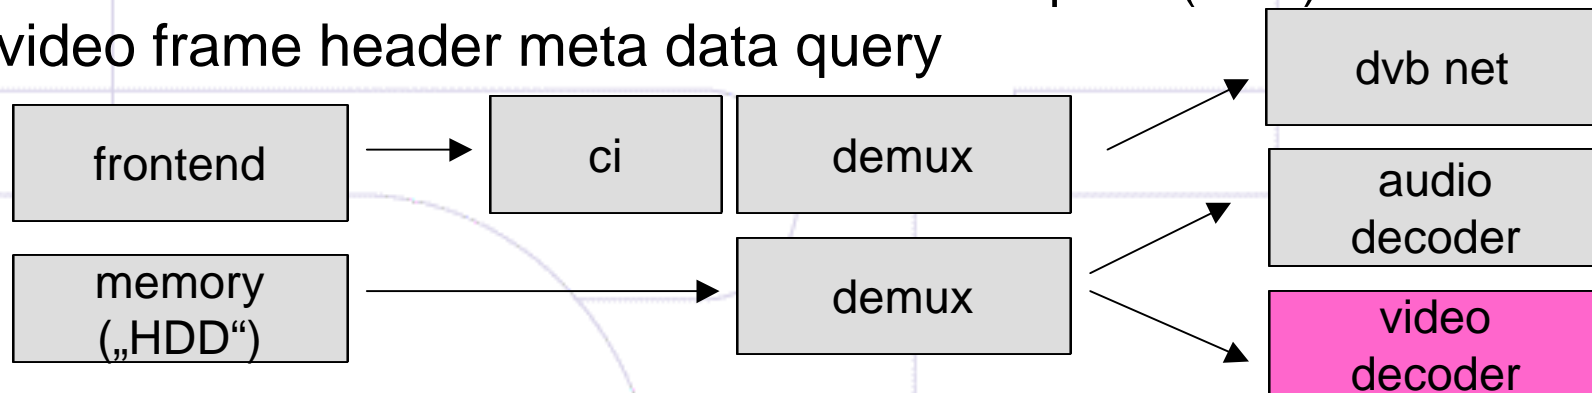 video frame header meta data query
dvb net
frontend
ci
demux
audio
decoder
memory
(„HDD“)
demux
video
decoder